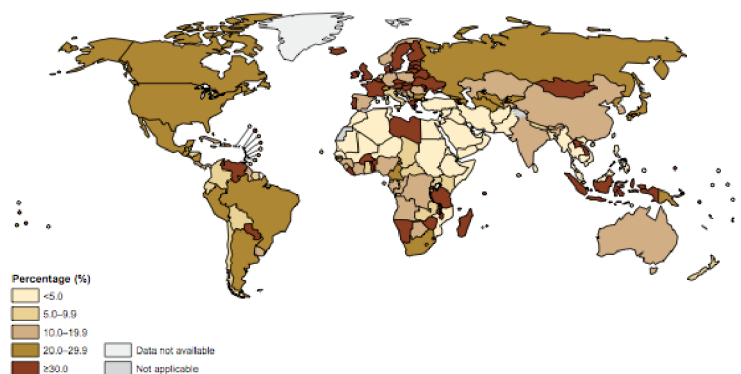 Percentage (%)
<5.0
5.0–9.9
10.0–19.9
20.0–29.9
≥30.0
Data not available
Not applicable